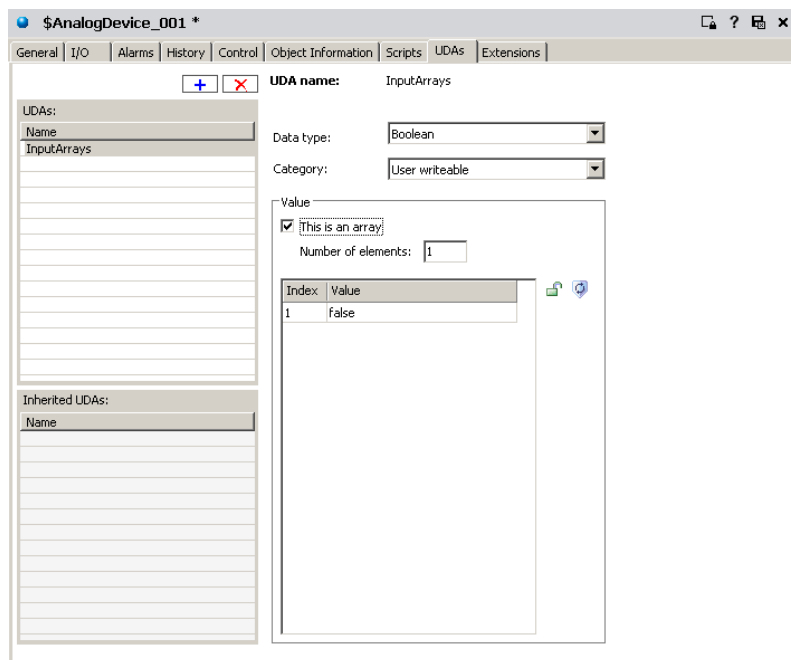 $AnalogDevice_001 *
General I/O Alarms History Control Object Information Scripts UDAs Extensions
UDA name: InputArrays
UDAs:
Name
InputArrays
Data type: Boolean
Category: User writeable
Value
This is an array
Number of elements: 1
Index Value
1 false
Inherited UDAs:
Name